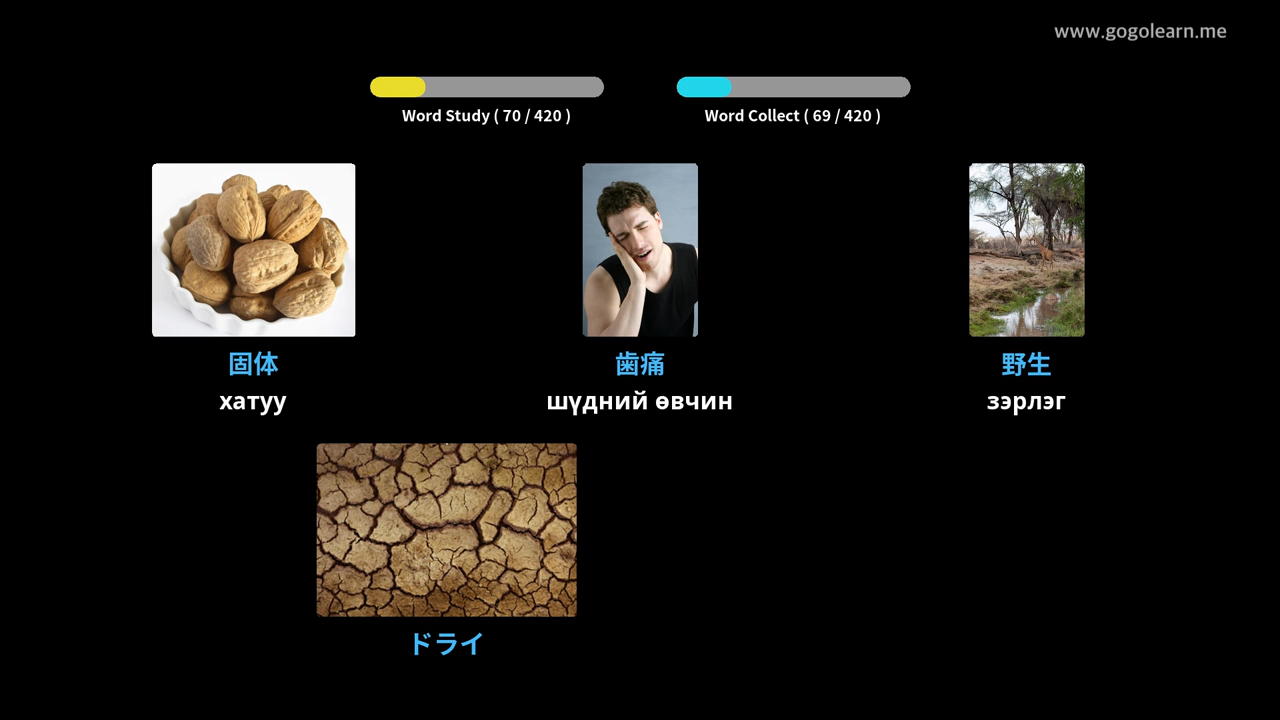 www.gogolearn.me
Word Study ( 70 / 420 )
Word Collect ( 69 / 420 )
固体
хатуу
歯痛
шүдний өвчин
野生
зэрлэг
ドライ